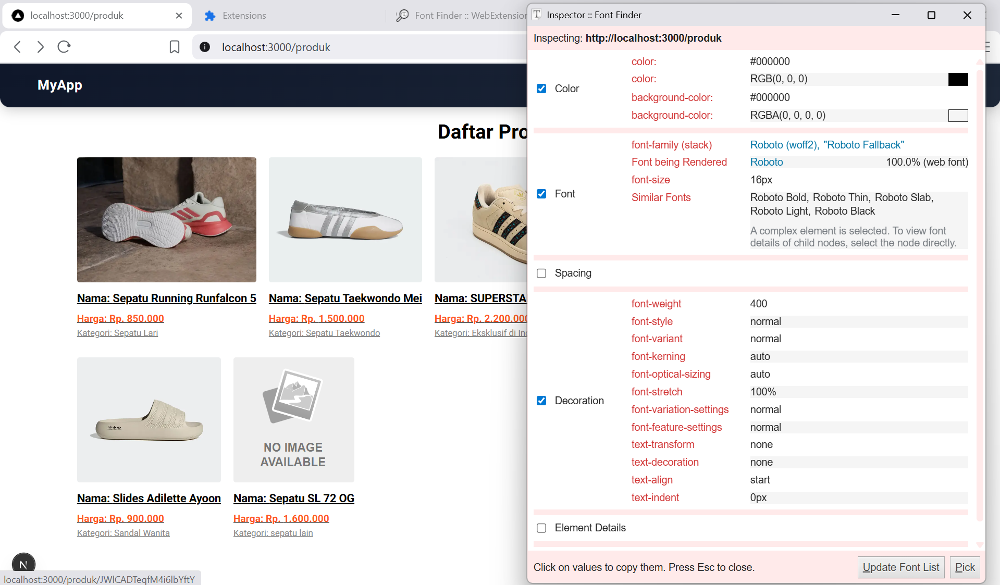 localhost:3000/produk
Extensions
Font Finder :: WebExtension
Inspector :: Font Finder
localhost:3000/produk
Inspecting: http://localhost:3000/produk
MyApp
Daftar Pro
Nama: Sepatu Running Runfalcon 5
Harga: Rp. 850.000
Kategori: Sepatu Lari
Nama: Sepatu Taekwondo Mei
Harga: Rp. 1.500.000
Kategori: Sepatu Taekwondo
Nama: SUPERSTA
Harga: Rp. 2.200.000
Kategori: Eksklusif di In
NO IMAGE
AVAILABLE
Nama: Slides Adilette Ayoon
Harga: Rp. 900.000
Kategori: Sandal Wanita
Nama: Sepatu SL 72 OG
Harga: Rp. 1.600.000
Kategori: sepatu lain
N
localhost:3000/produk/JWlCADTeqfM4i6lbYftY
Color
color: #000000
color: RGB(0, 0, 0)
background-color: #000000
background-color: RGBA(0, 0, 0, 0)
Font
font-family (stack) Roboto (woff2), "Roboto Fallback"
Font being Rendered Roboto 100.0% (web font)
font-size 16px
Similar Fonts Roboto Bold, Roboto Thin, Roboto Slab,
Roboto Light, Roboto Black
A complex element is selected. To view font
details of child nodes, select the node directly.
Spacing
Decoration
font-weight 400
font-style normal
font-variant normal
font-kerning auto
font-optical-sizing auto
font-stretch 100%
font-variation-settings normal
font-feature-settings normal
text-transform none
text-decoration none
text-align start
text-indent 0px
Element Details
Click on values to copy them. Press Esc to close.
Update Font List
Pick